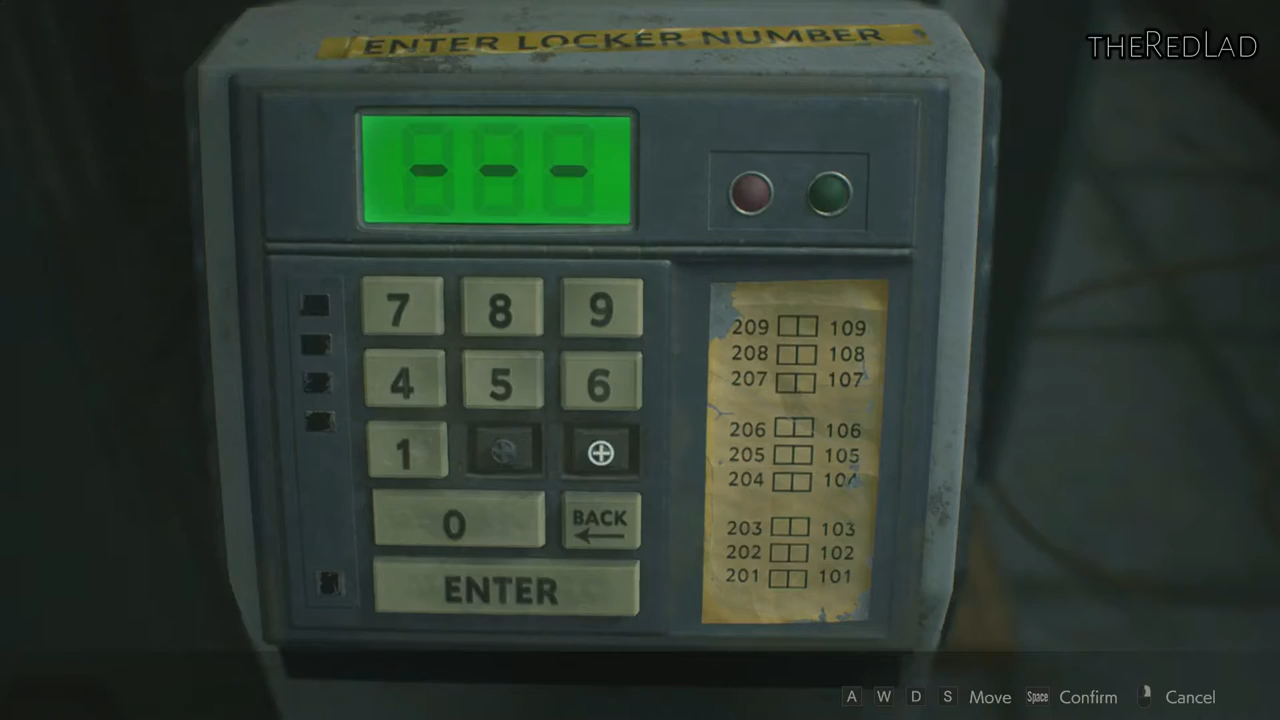 THEREDLAD
ENTER LOCKER NUMBER
- - -
7 8 9
4 5 6
1
0 BACK
ENTER
209 109
208 108
207 107
206 106
205 105
204 104
203 103
202 102
201 101
A W D S Move Space Confirm Cancel